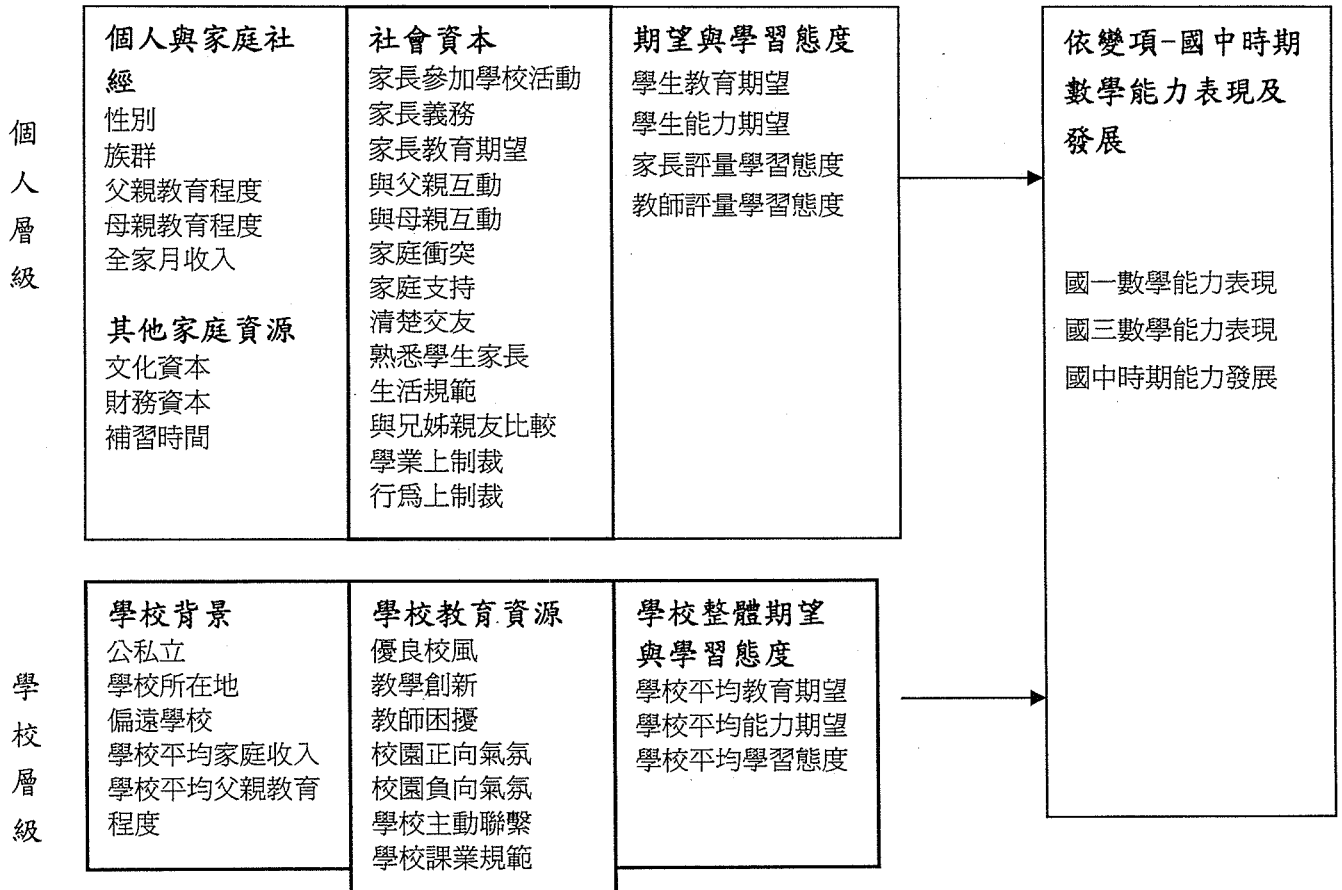 個人層級
個人與家庭社
經
性別
族群
父親教育程度
母親教育程度
全家月收入
其他家庭資源
文化資本
財務資本
補習時間
社會資本
家長參加學校活動
家長義務
家長教育期望
與父親互動
與母親互動
家庭衝突
家庭支持
清楚交友
熟悉學生家長
生活規範
與兄姊親友比較
學業上制裁
行為上制裁
期望與學習態度
學生教育期望
學生能力期望
家長評量學習態度
教師評量學習態度
依變項-國中時期
數學能力表現及
發展
國一數學能力表現
國三數學能力表現
國中時期能力發展
學校層級
學校背景
公私立
學校所在地
偏遠學校
學校平均家庭收入
學校平均父親教育
程度
學校教育資源
優良校風
教學創新
教師困擾
校園正向氣氛
校園負向氣氛
學校主動聯繫
學校課業規範
學校整體期望
與學習態度
學校平均教育期望
學校平均能力期望
學校平均學習態度